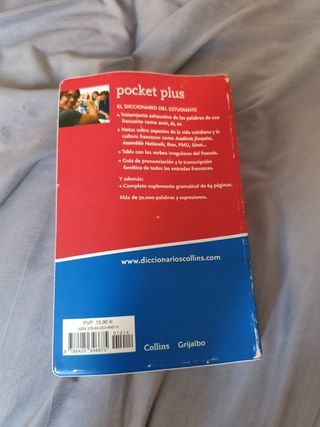 pocket plus
EL DICCIONARIO DEL ESTUDIANTE
• Tratamiento exhaustivo de las palabras de uso
frecuente como avoir, de, on.
• Notas sobre aspectos de la vida cotidiana y la
cultura francesas como Académie française,
Assemblée Nationale, Beur, PMU, Sénat...
• Tabla con los verbos irregulares del francés.
• Guía de pronunciación y la transcripción
fonética de todas las entradas francesas.
Y además:
• Completo suplemento gramatical de 64 páginas.
Más de 70.000 palabras y expresiones.
www.diccionarioscollins.com
PVP 15,90 €
01014
Collins Grijalbo